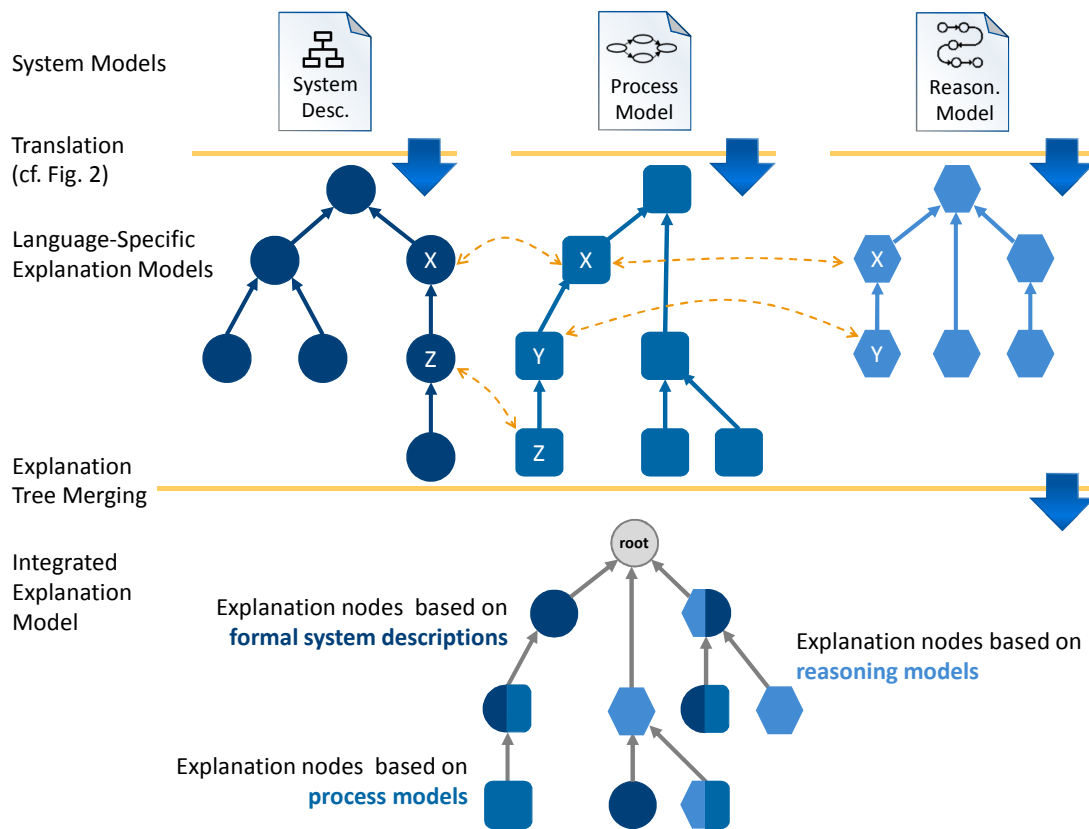 System Models
System
Desc.
Process
Model
Reason.
Model
Translation
(cf. Fig. 2)
Language-Specific
Explanation Models
X
X
X
Z
Y
Y
Z
Explanation
Tree Merging
Integrated
Explanation
Model
root
Explanation nodes based on
formal system descriptions
Explanation nodes based on
reasoning models
Explanation nodes based on
process models